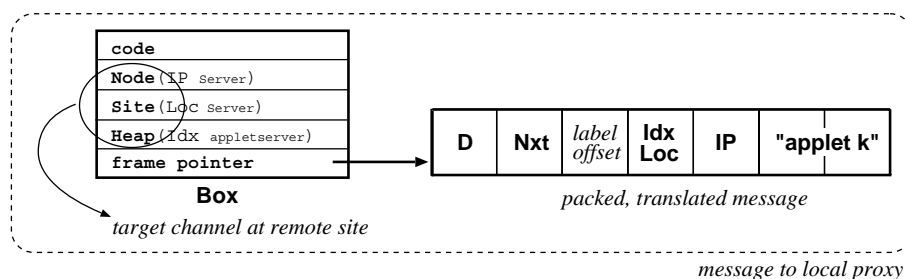 code
Node(IP Server)
Site(Loc Server)
Heap(Idx appletserver)
frame pointer
Box
target channel at remote site
D
Nxt
label
offset
Idx
Loc
IP
"applet k"
packed, translated message
message to local proxy